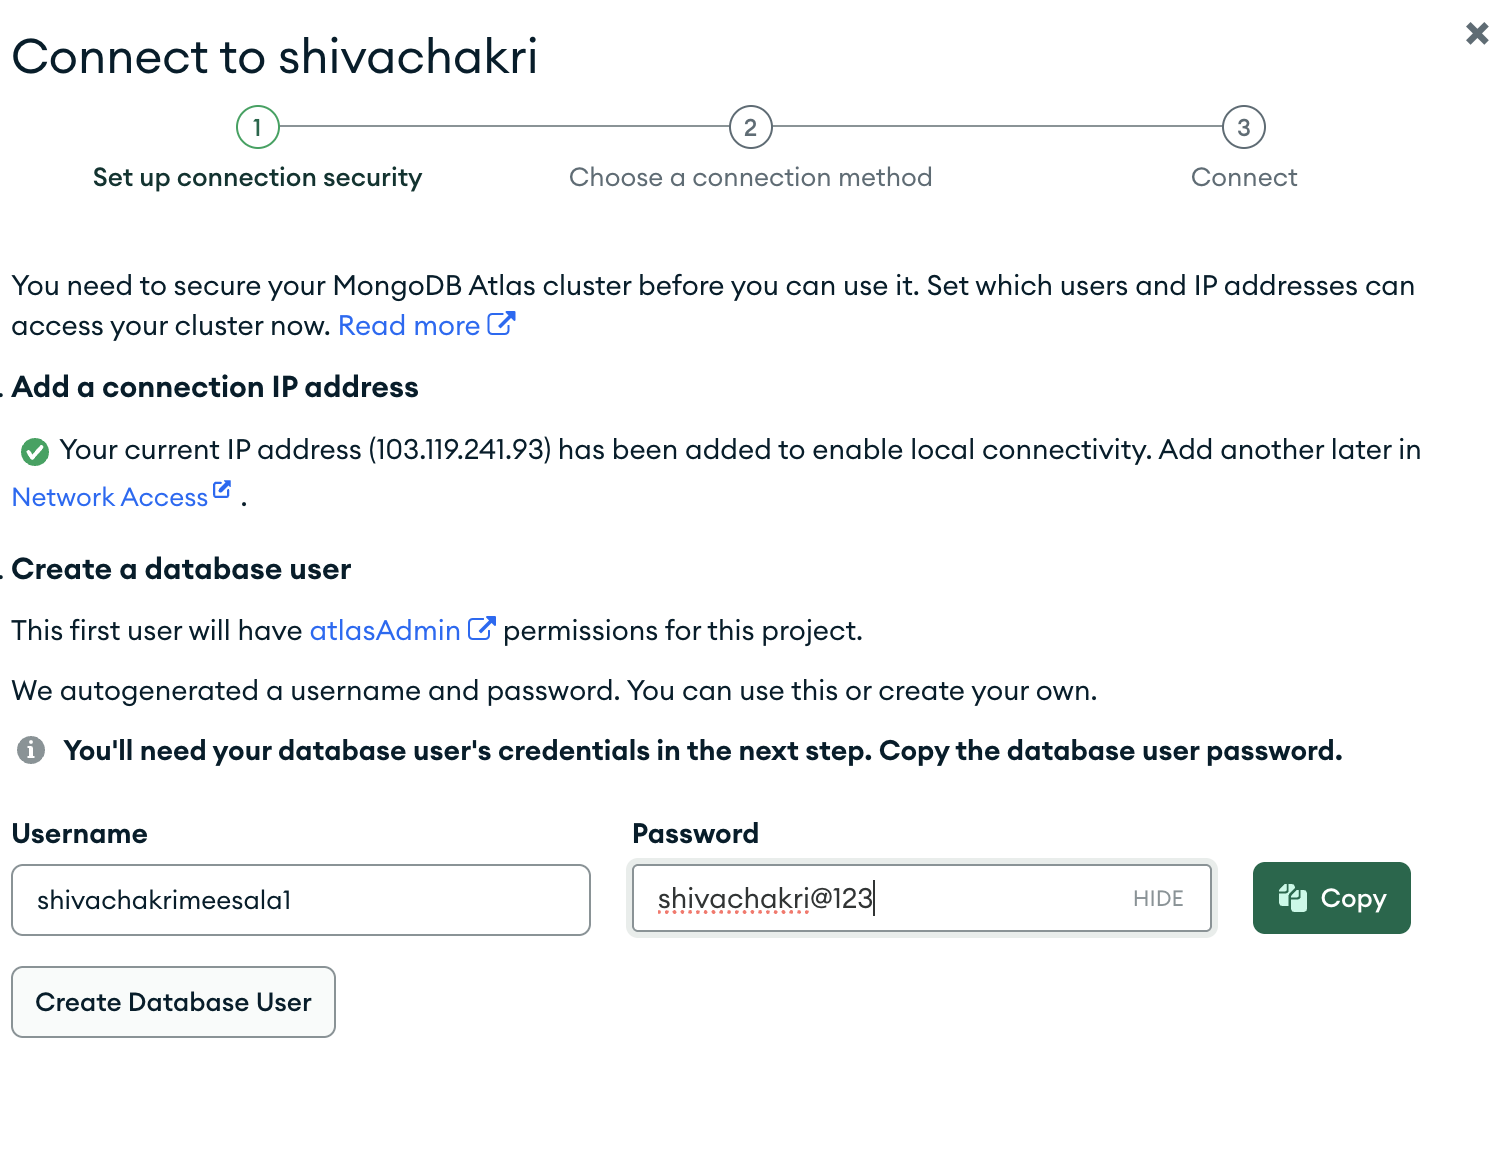 Connect to shivachakri
1
2
3
Set up connection security
Choose a connection method
Connect
You need to secure your MongoDB Atlas cluster before you can use it. Set which users and IP addresses can
access your cluster now. Read more
. Add a connection IP address
Your current IP address (103.119.241.93) has been added to enable local connectivity. Add another later in
Network Access .
. Create a database user
This first user will have atlasAdmin permissions for this project.
We autogenerated a username and password. You can use this or create your own.
You'll need your database user's credentials in the next step. Copy the database user password.
Username
Password
shivachakrimeesala1
shivachakri@123
HIDE
Copy
Create Database User